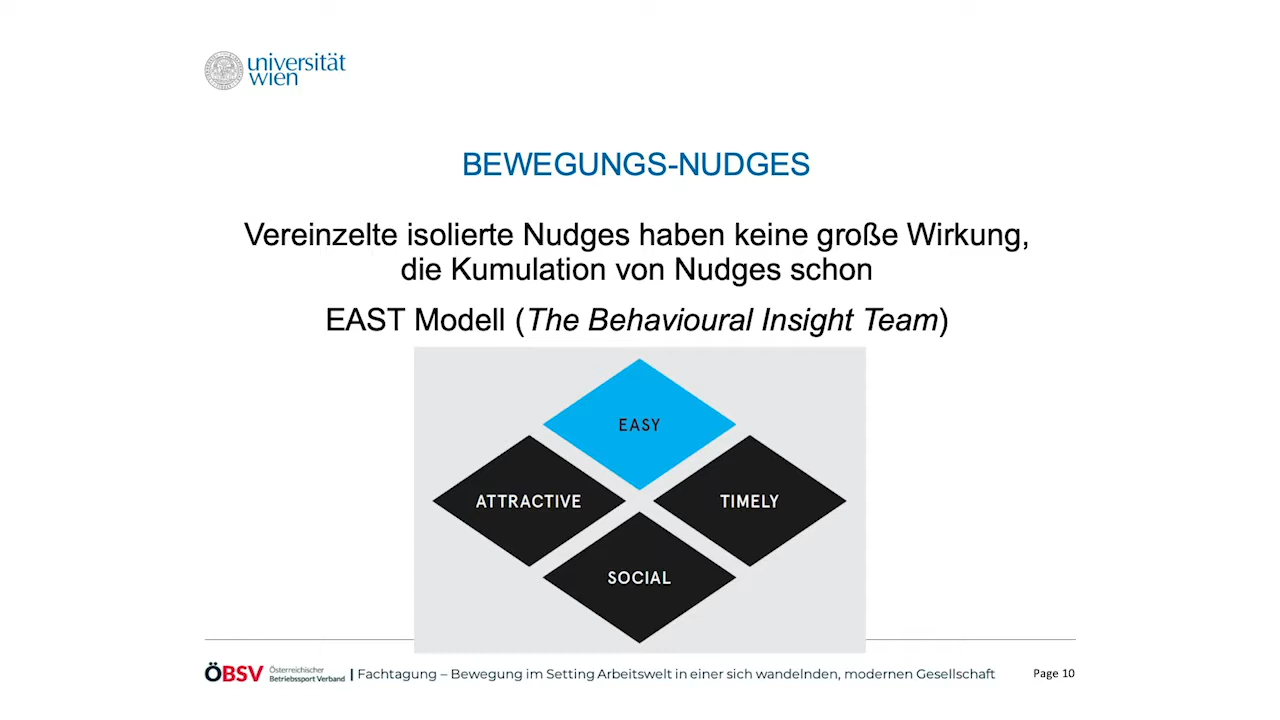 universität
wien
BEWEGUNGS-NUDGES
Vereinzelte isolierte Nudges haben keine große Wirkung,
die Kumulation von Nudges schon
EAST Modell (The Behavioural Insight Team)
EASY
ATTRACTIVE
TIMELY
SOCIAL
ÖBSV Österreichischer
Betriebssport Verband
| Fachtagung – Bewegung im Setting Arbeitswelt in einer sich wandelnden, modernen Gesellschaft
Page 10